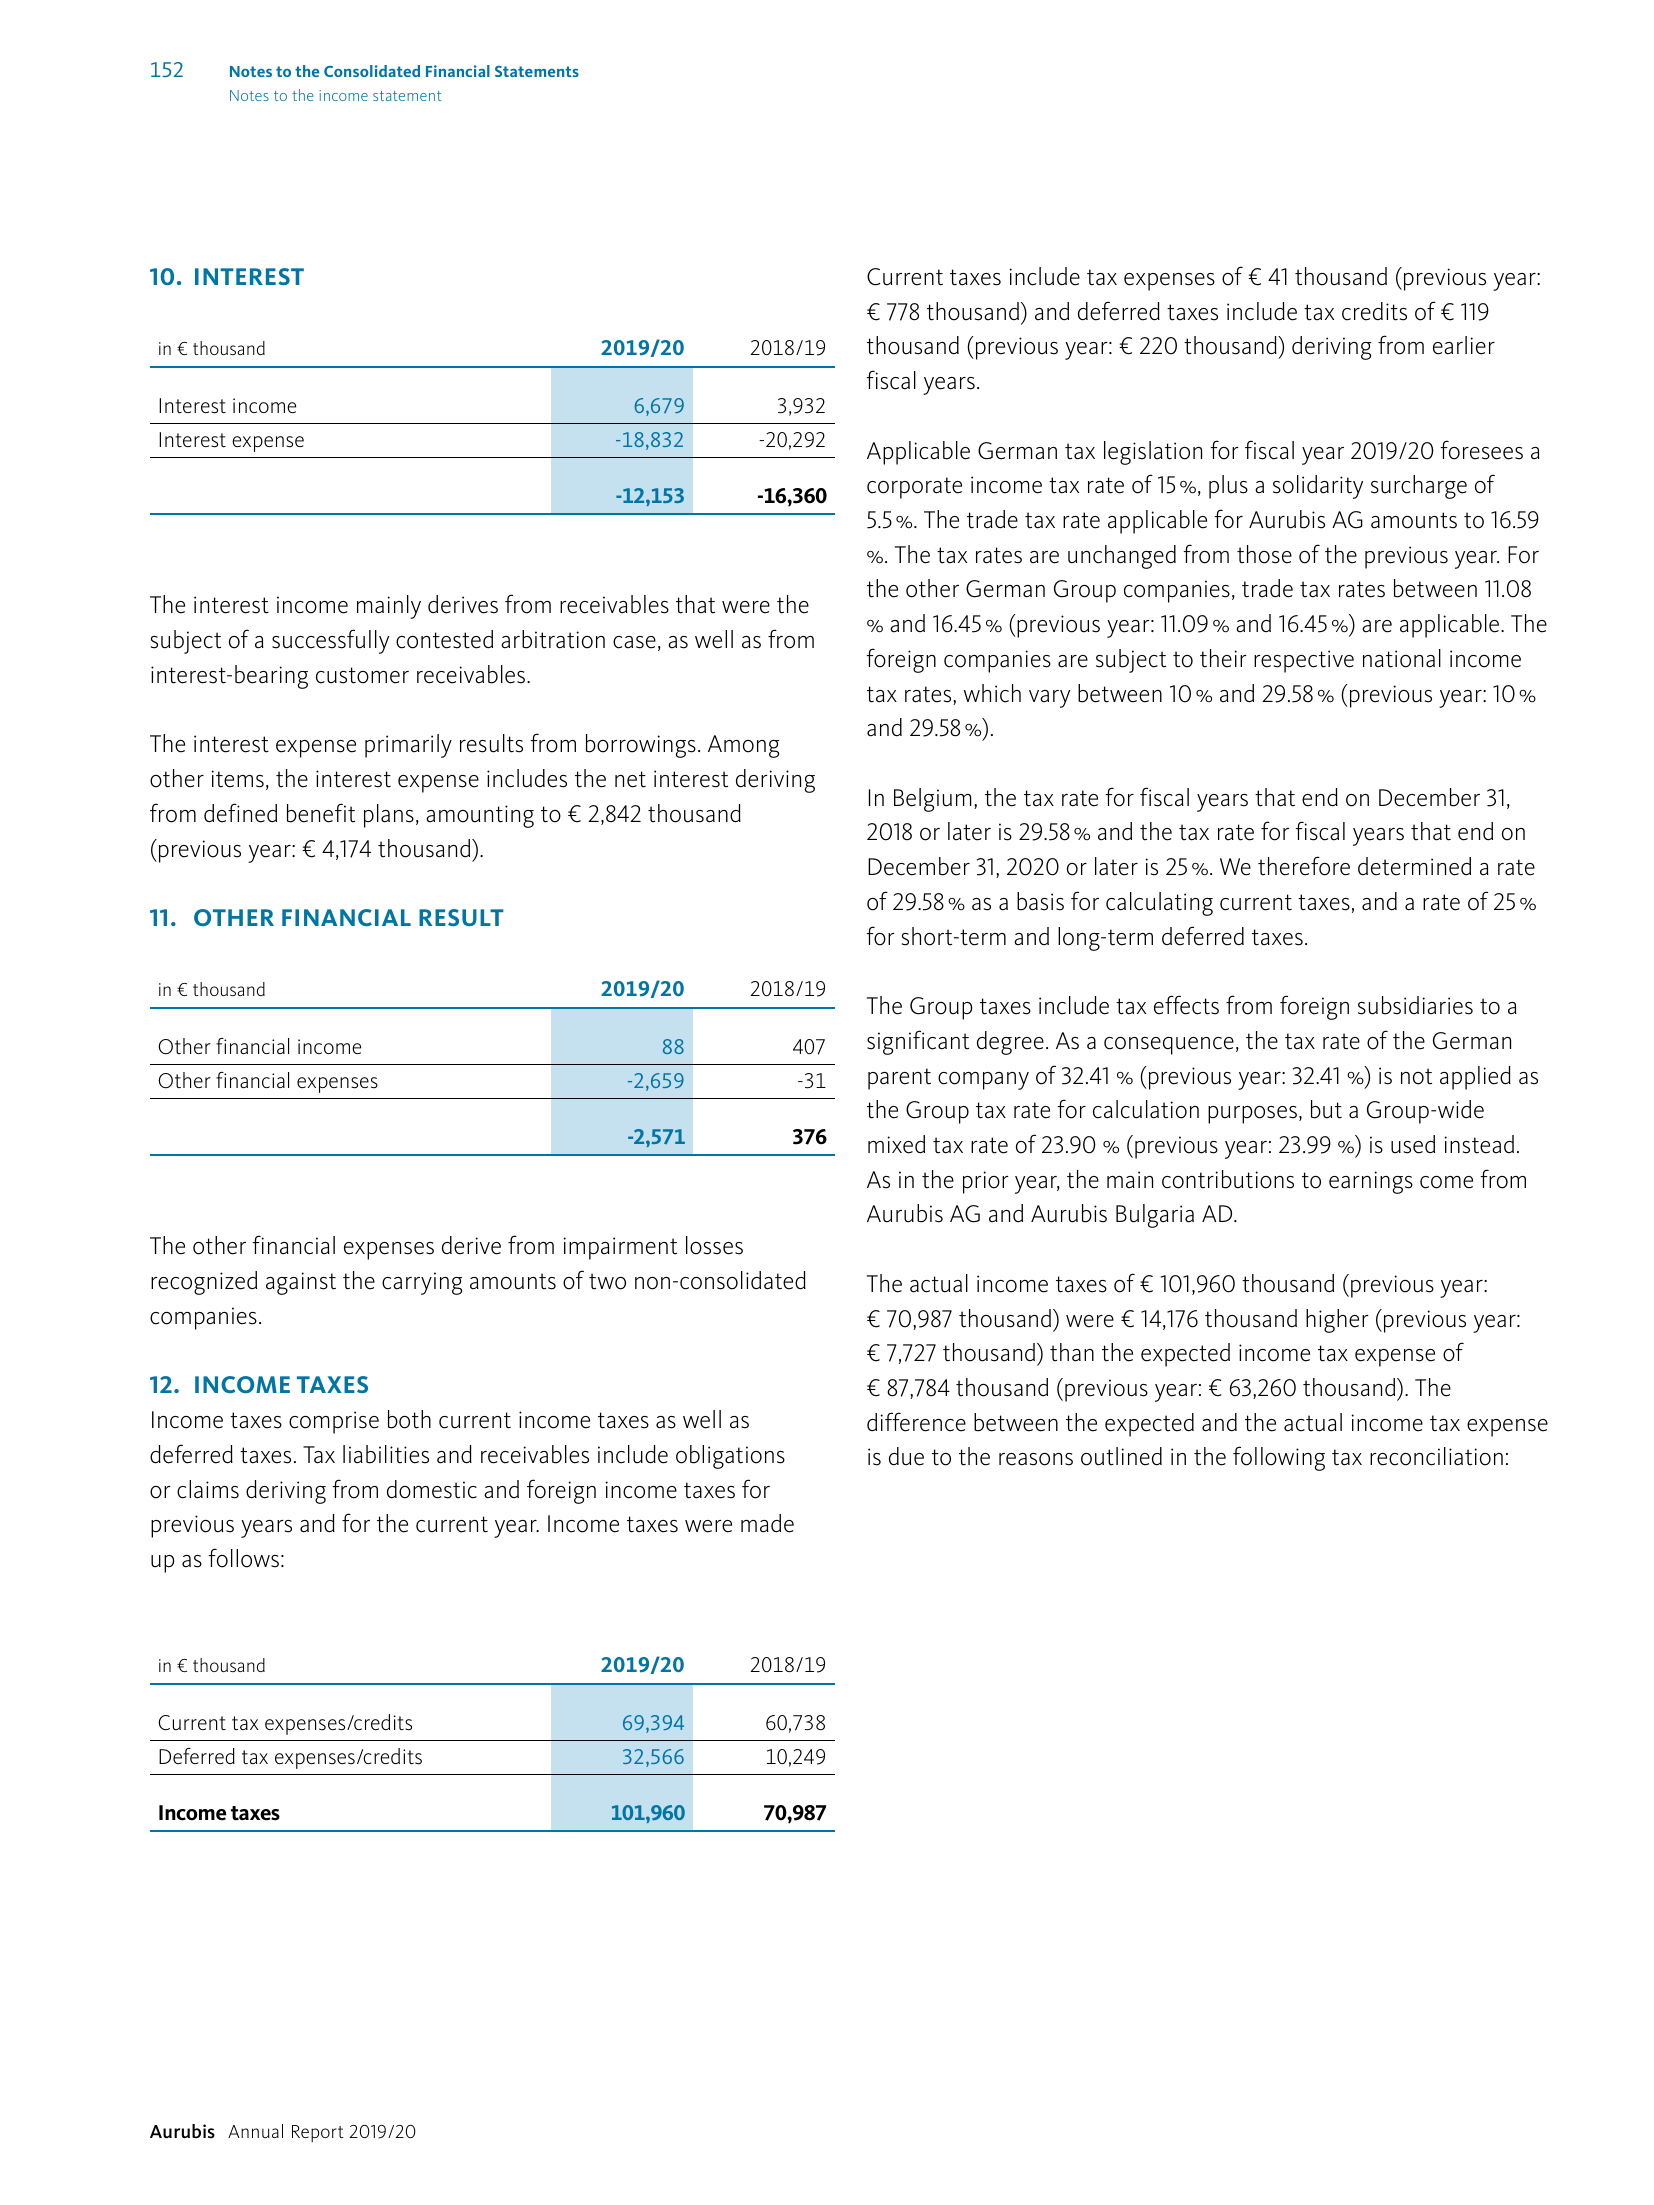 152 Notes to the Consolidated Financial Statements
Notes to the income statement
10. INTEREST
in € thousand 2019/20 2018/19
Interest income 6,679 3,932
Interest expense -18,832 -20,292
-12,153 -16,360
The interest income mainly derives from receivables that were the
subject of a successfully contested arbitration case, as well as from
interest-bearing customer receivables.
The interest expense primarily results from borrowings. Among
other items, the interest expense includes the net interest deriving
from defined benefit plans, amounting to € 2,842 thousand
(previous year: € 4,174 thousand).
11. OTHER FINANCIAL RESULT
in € thousand 2019/20 2018/19
Other financial income 88 407
Other financial expenses -2,659 -31
-2,571 376
The other financial expenses derive from impairment losses
recognized against the carrying amounts of two non-consolidated
companies.
12. INCOME TAXES
Income taxes comprise both current income taxes as well as
deferred taxes. Tax liabilities and receivables include obligations
or claims deriving from domestic and foreign income taxes for
previous years and for the current year. Income taxes were made
up as follows:
in € thousand 2019/20 2018/19
Current tax expenses/credits 69,394 60,738
Deferred tax expenses/credits 32,566 10,249
Income taxes 101,960 70,987
Current taxes include tax expenses of € 41 thousand (previous year:
€ 778 thousand) and deferred taxes include tax credits of € 119
thousand (previous year: € 220 thousand) deriving from earlier
fiscal years.
Applicable German tax legislation for fiscal year 2019/20 foresees a
corporate income tax rate of 15 %, plus a solidarity surcharge of
5.5 %. The trade tax rate applicable for Aurubis AG amounts to 16.59
%. The tax rates are unchanged from those of the previous year. For
the other German Group companies, trade tax rates between 11.08
% and 16.45 % (previous year: 11.09 % and 16.45 %) are applicable. The
foreign companies are subject to their respective national income
tax rates, which vary between 10 % and 29.58 % (previous year: 10 %
and 29.58 %).
In Belgium, the tax rate for fiscal years that end on December 31,
2018 or later is 29.58 % and the tax rate for fiscal years that end on
December 31, 2020 or later is 25 %. We therefore determined a rate
of 29.58 % as a basis for calculating current taxes, and a rate of 25 %
for short-term and long-term deferred taxes.
The Group taxes include tax effects from foreign subsidiaries to a
significant degree. As a consequence, the tax rate of the German
parent company of 32.41 % (previous year: 32.41 %) is not applied as
the Group tax rate for calculation purposes, but a Group-wide
mixed tax rate of 23.90 % (previous year: 23.99 %) is used instead.
As in the prior year, the main contributions to earnings come from
Aurubis AG and Aurubis Bulgaria AD.
The actual income taxes of € 101,960 thousand (previous year:
€ 70,987 thousand) were € 14,176 thousand higher (previous year:
€ 7,727 thousand) than the expected income tax expense of
€ 87,784 thousand (previous year: € 63,260 thousand). The
difference between the expected and the actual income tax expense
is due to the reasons outlined in the following tax reconciliation:
Aurubis Annual Report 2019/20